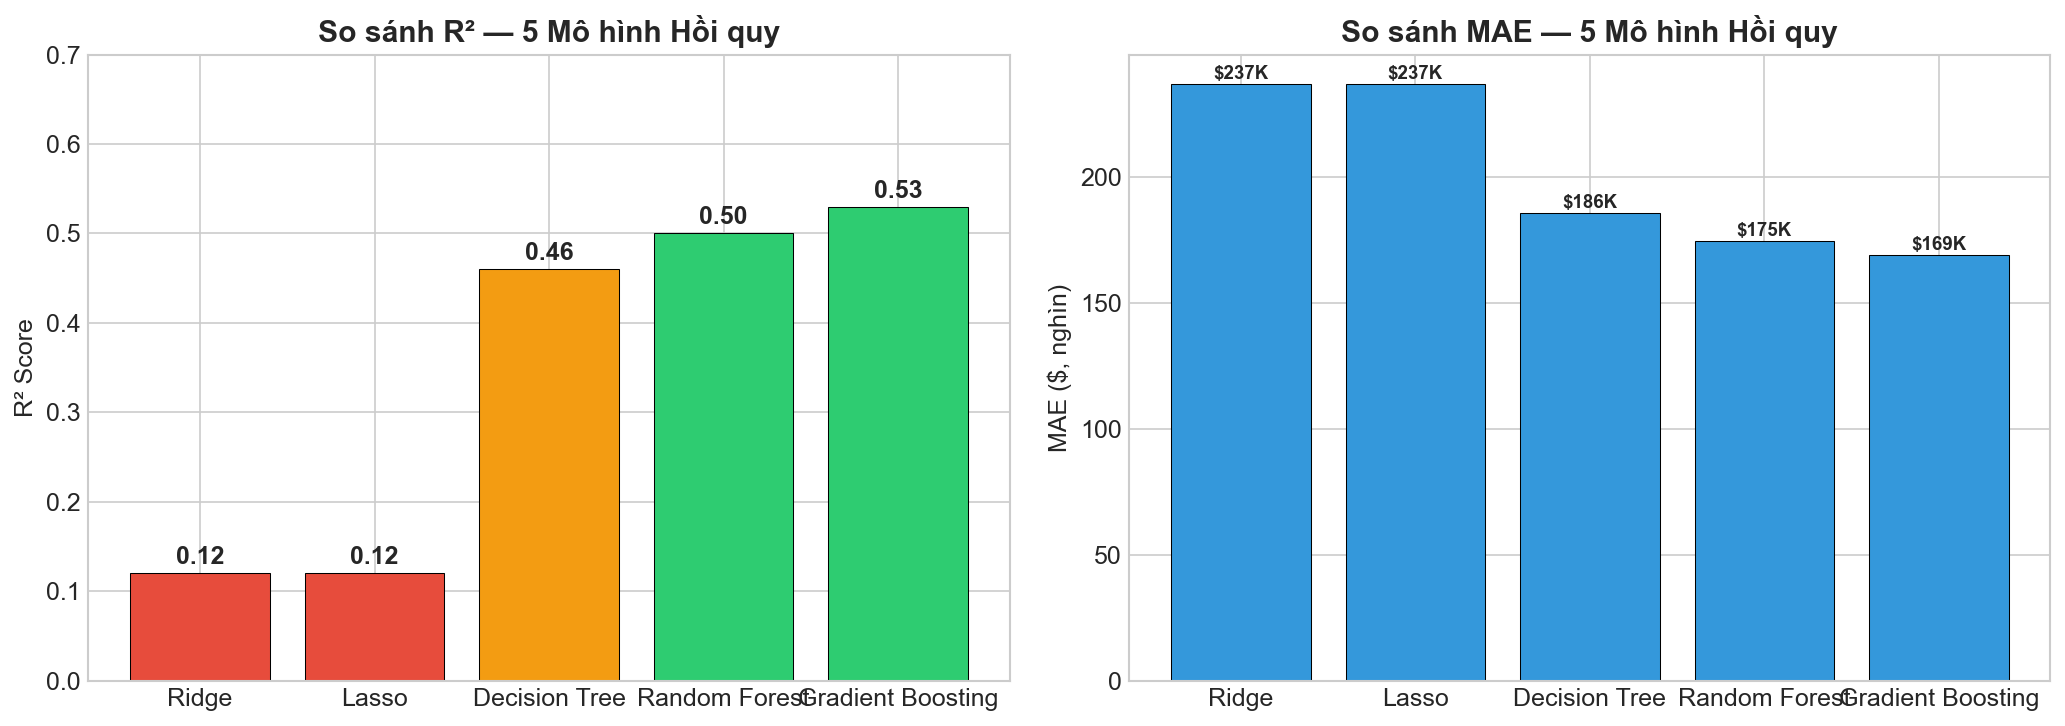 So sánh R² — 5 Mô hình Hồi quy
R² Score
0.7
0.6
0.5
0.4
0.3
0.2
0.1
0.0
0.12
0.12
0.46
0.50
0.53
Ridge
Lasso
Decision Tree
Random Forest
Gradient Boosting
So sánh MAE — 5 Mô hình Hồi quy
MAE ($, nghìn)
200
150
100
50
0
$237K
$237K
$186K
$175K
$169K
Ridge
Lasso
Decision Tree
Random Forest
Gradient Boosting